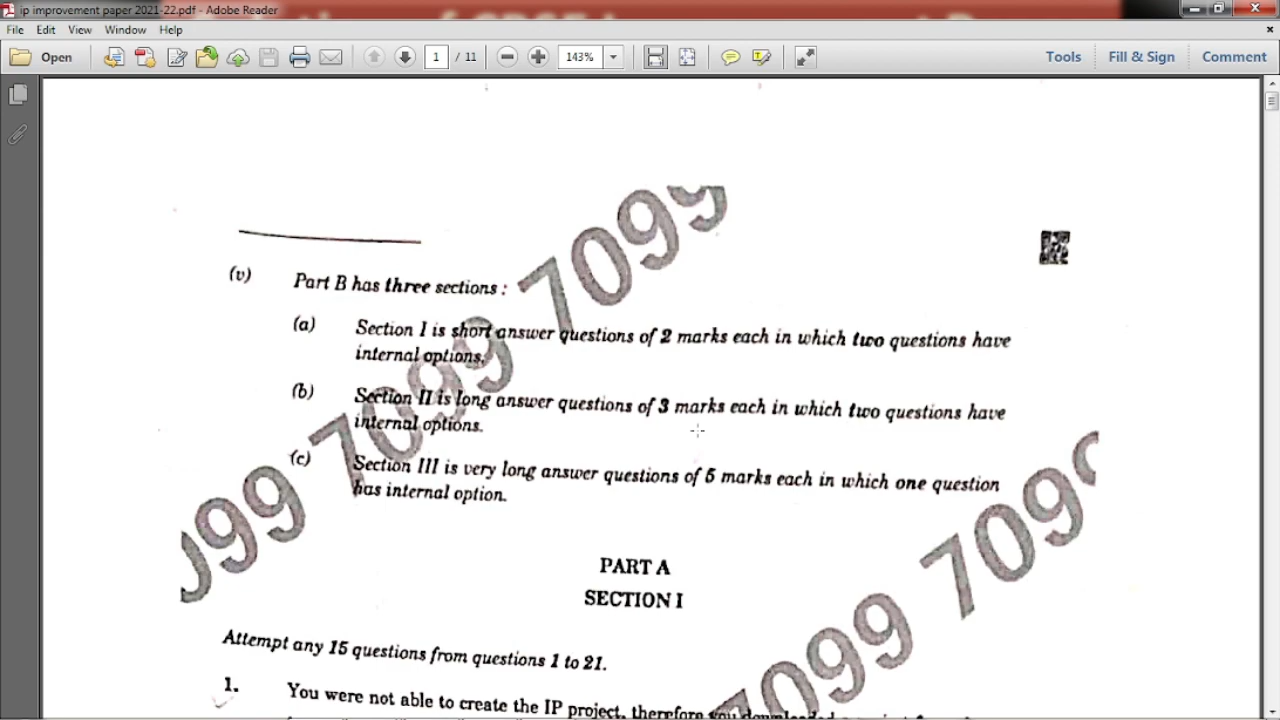 ip improvement paper 2021-22.pdf - Adobe Reader
File Edit View Window Help
Open 1 / 11 143% Tools Fill & Sign Comment
7099 7099 7099
(v) Part B has three sections :
(a) Section I is short answer questions of 2 marks each in which two questions have
internal options.
(b) Section II is long answer questions of 3 marks each in which two questions have
internal options.
(c) Section III is very long answer questions of 5 marks each in which one question
has internal option.
7099 7099
PART A
SECTION I
Attempt any 15 questions from questions 1 to 21.
1. You were not able to create the IP project, therefore you downloaded